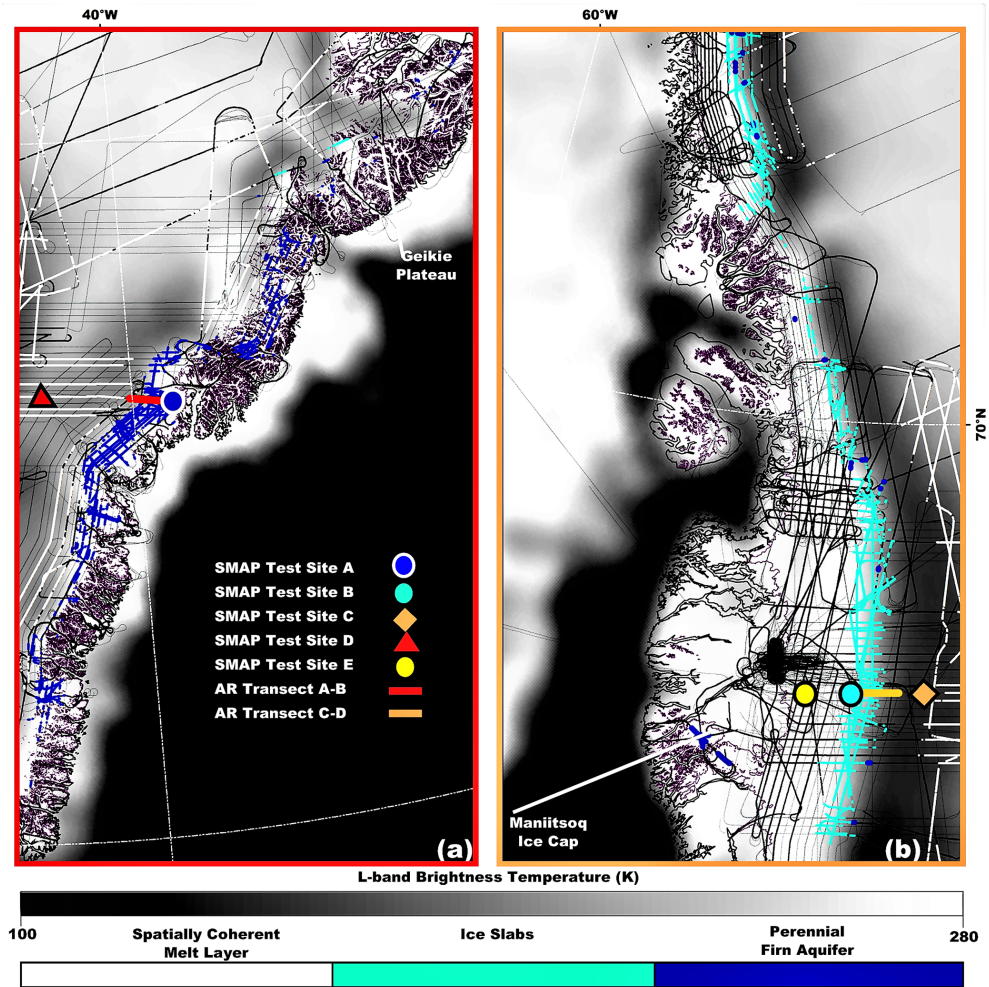 40°W
60°W
Geikie
Plateau
70°N
SMAP Test Site A
SMAP Test Site B
SMAP Test Site C
SMAP Test Site D
SMAP Test Site E
AR Transect A-B
AR Transect C-D
Maniitsoq
Ice Cap
(a)
(b)
L-band Brightness Temperature (K)
100
280
Spatially Coherent
Melt Layer
Ice Slabs
Perennial
Firn Aquifer